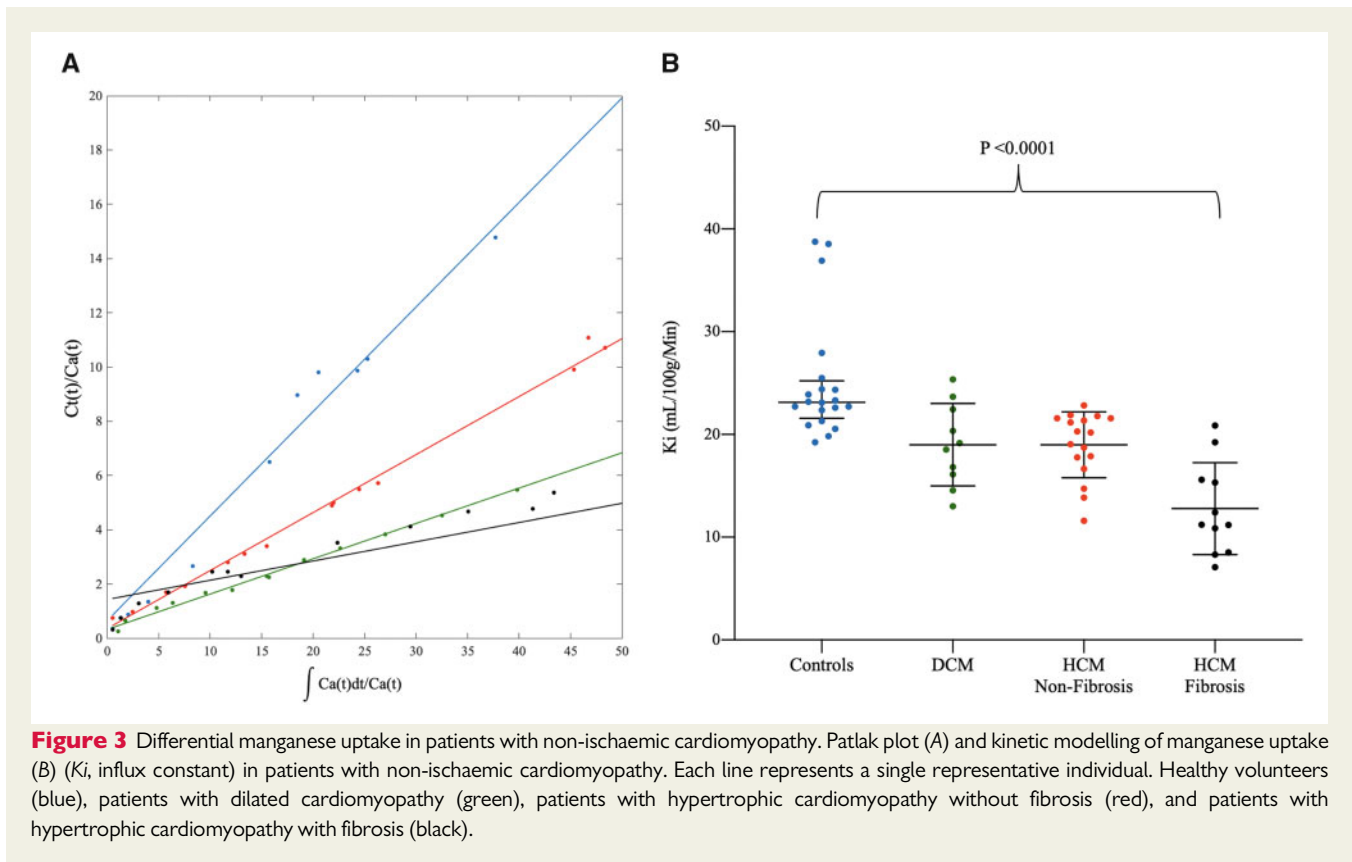 A
20
18
16
14
12
10
8
6
4
2
0
Ct(t)/Ca(t)
0 5 10 15 20 25 30 35 40 45 50
∫ Ca(t)dt/Ca(t)
B
50
40
30
20
10
0
Ki (mL/100g/Min)
P <0.0001
Controls DCM HCM HCM
Non-Fibrosis Fibrosis
Figure 3 Differential manganese uptake in patients with non-ischaemic cardiomyopathy. Patlak plot (A) and kinetic modelling of manganese uptake
(B) (Ki, influx constant) in patients with non-ischaemic cardiomyopathy. Each line represents a single representative individual. Healthy volunteers
(blue), patients with dilated cardiomyopathy (green), patients with hypertrophic cardiomyopathy without fibrosis (red), and patients with
hypertrophic cardiomyopathy with fibrosis (black).